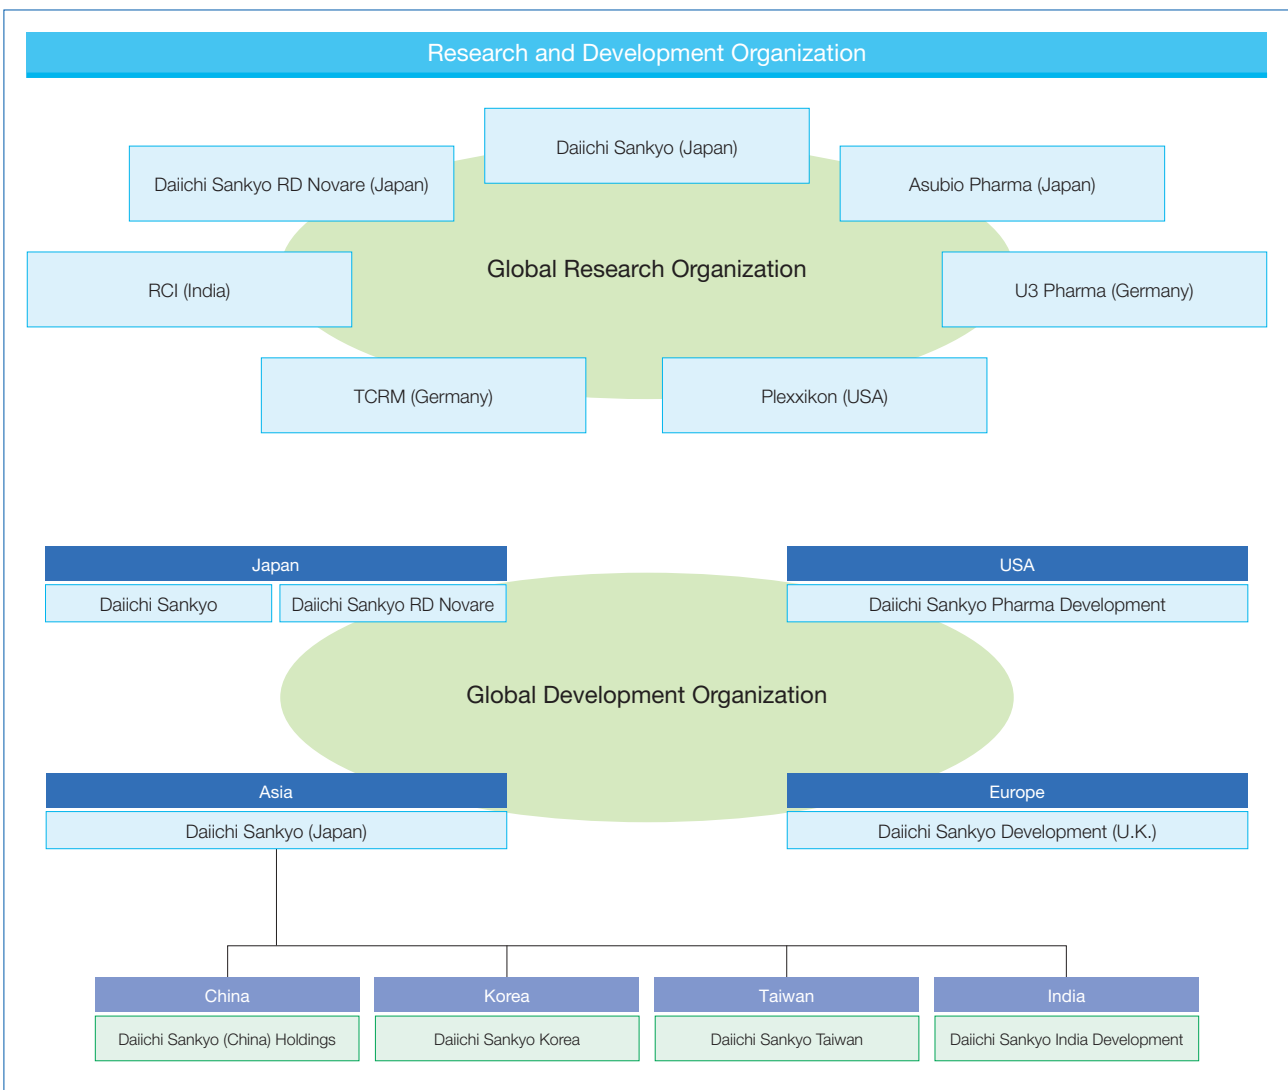 Research and Development Organization
Daiichi Sankyo (Japan)
Daiichi Sankyo RD Novare (Japan)
Asubio Pharma (Japan)
Global Research Organization
RCI (India)
U3 Pharma (Germany)
TCRM (Germany)
Plexxikon (USA)
Japan
USA
Daiichi Sankyo
Daiichi Sankyo RD Novare
Daiichi Sankyo Pharma Development
Global Development Organization
Asia
Europe
Daiichi Sankyo (Japan)
Daiichi Sankyo Development (U.K.)
China
Korea
Taiwan
India
Daiichi Sankyo (China) Holdings
Daiichi Sankyo Korea
Daiichi Sankyo Taiwan
Daiichi Sankyo India Development